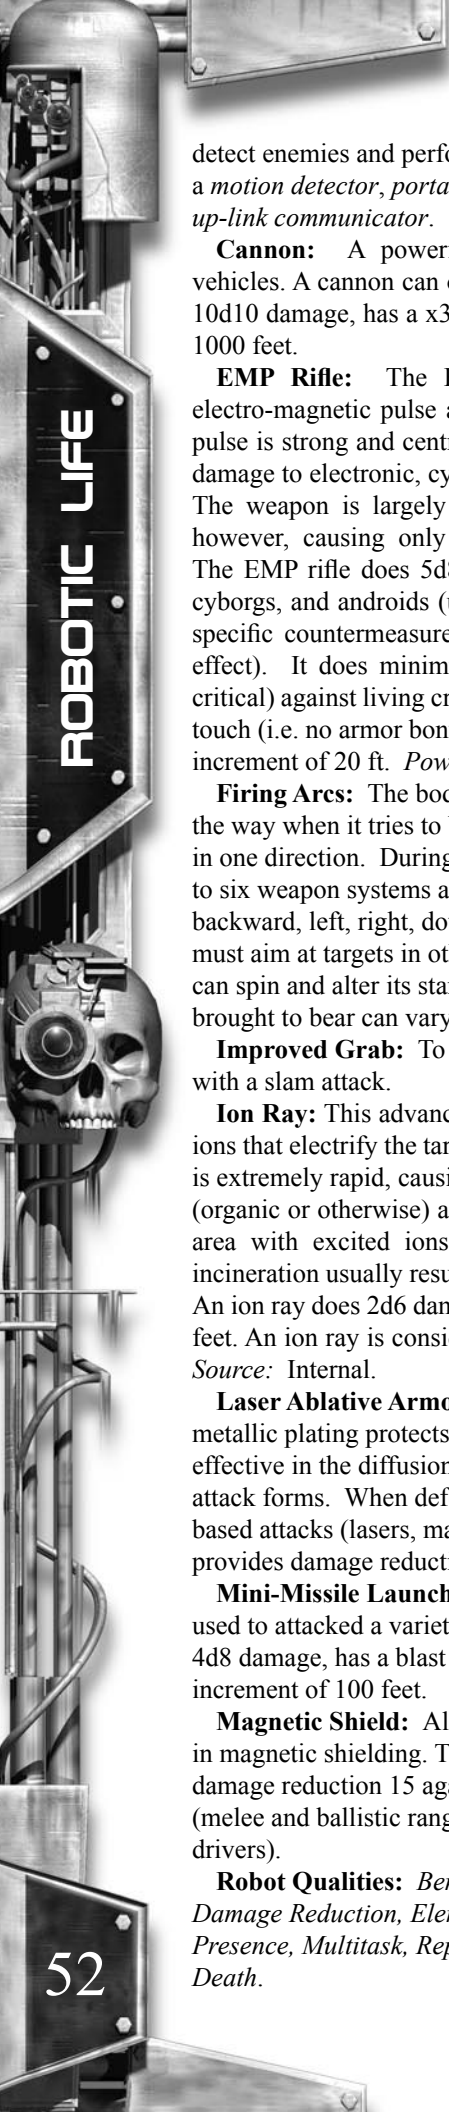 ROBOTIC LIFE
detect enemies and perfo
a motion detector, porta
up-link communicator.
Cannon: A powerf
vehicles. A cannon can
10d10 damage, has a x3
1000 feet.
EMP Rifle: The
electro-magnetic pulse a
pulse is strong and centr
damage to electronic, cy
The weapon is largely
however, causing only
The EMP rifle does 5d8
cyborgs, and androids (u
specific countermeasure
effect). It does minim
critical) against living cr
touch (i.e. no armor bon
increment of 20 ft. Pow
Firing Arcs: The bod
the way when it tries to
in one direction. During
to six weapon systems a
backward, left, right, dow
must aim at targets in oth
can spin and alter its stan
brought to bear can vary
Improved Grab: To
with a slam attack.
Ion Ray: This advanc
ions that electrify the tar
is extremely rapid, causi
(organic or otherwise) a
area with excited ions
incineration usually resu
An ion ray does 2d6 dam
feet. An ion ray is consi
Source: Internal.
Laser Ablative Armo
metallic plating protects
effective in the diffusion
attack forms. When def
based attacks (lasers, ma
provides damage reducti
Mini-Missile Launch
used to attacked a variet
4d8 damage, has a blast
increment of 100 feet.
Magnetic Shield: Al
in magnetic shielding. T
damage reduction 15 aga
(melee and ballistic rang
drivers).
Robot Qualities: Ber
Damage Reduction, Eler
Presence, Multitask, Rep
Death.
52